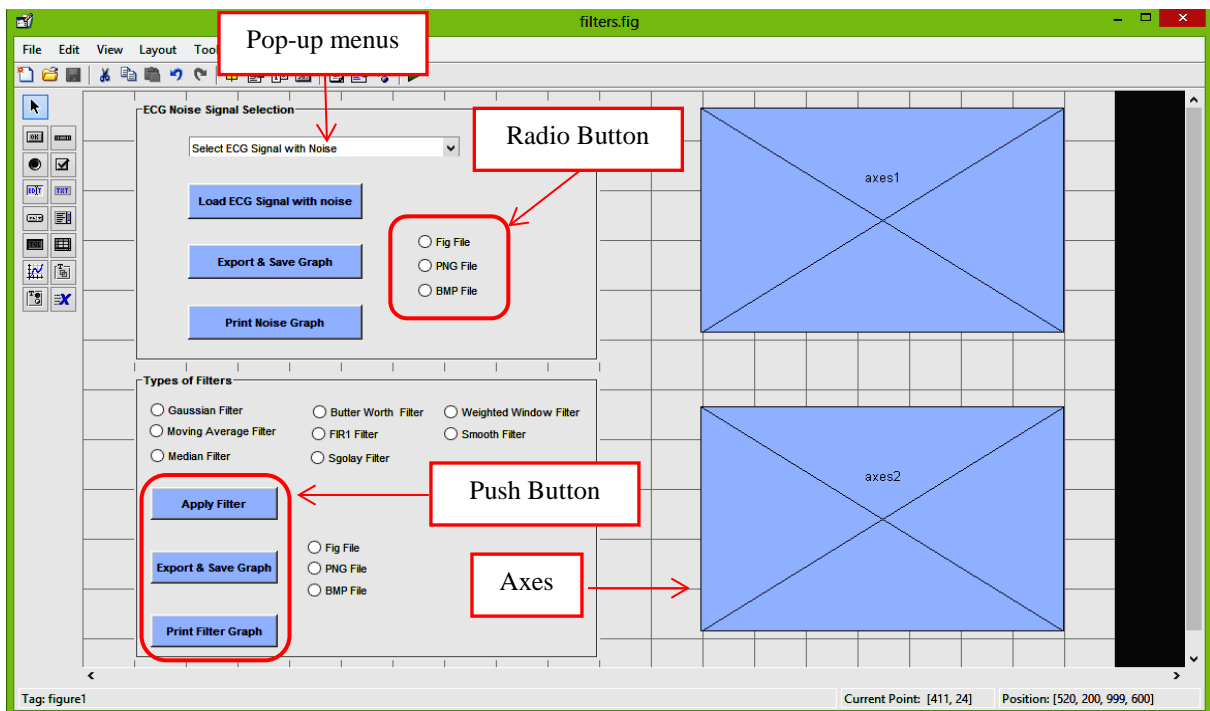 filters.fig
File Edit View Layout
Pop-up menus
ECG Noise Signal Selection
Select ECG Signal with Noise
Radio Button
Load ECG Signal with noise
Export & Save Graph
Print Noise Graph
Fig File
PNG File
BMP File
axes1
Types of Filters
Gaussian Filter
Butter Worth Filter
Weighted Window Filter
Moving Average Filter
FIR1 Filter
Smooth Filter
Median Filter
Sgolay Filter
Push Button
Apply Filter
Export & Save Graph
Print Filter Graph
Fig File
PNG File
BMP File
Axes
axes2
Tag: figure1
Current Point: [411, 24]
Position: [520, 200, 999, 600]